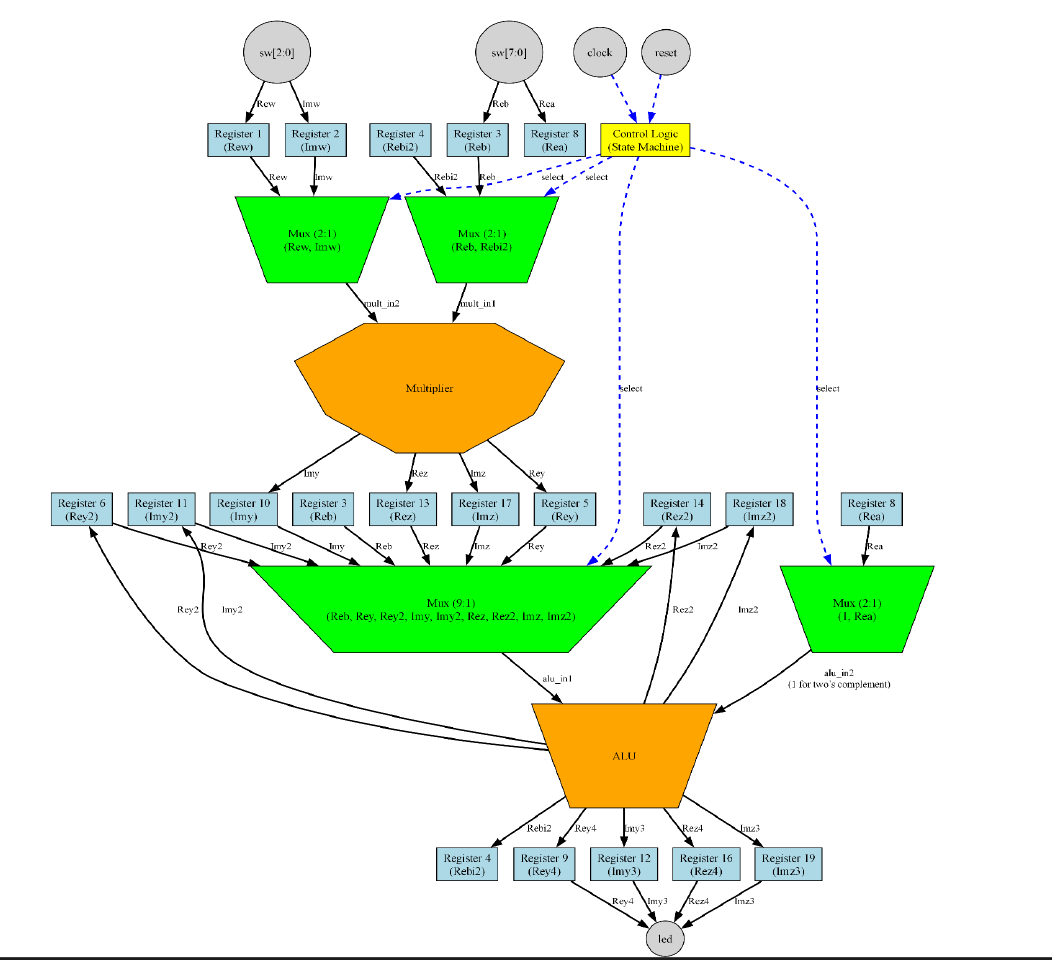 sw[2:0]
sw[7:0]
clock
reset
Rew
Imw
Reb
Rea
Register 1
(Rew)
Register 2
(Imw)
Register 4
(Rebi2)
Register 3
(Reb)
Register 8
(Rea)
Control Logic
(State Machine)
Rew
Imw
Rebi2
Reb
select
select
Mux (2:1)
(Rew, Imw)
Mux (2:1)
(Reb, Rebi2)
mult_in2
mult_in1
Multiplier
select
select
Imy
Rez
Imz
Rey
Register 6
(Rey2)
Register 11
(Imy2)
Register 10
(Imy)
Register 3
(Reb)
Register 13
(Rez)
Register 17
(Imz)
Register 5
(Rey)
Register 14
(Rez2)
Register 18
(Imz2)
Register 8
(Rea)
Rey2
Imy2
Imy
Reb
Rez
Imz
Rey
Rez2
Imz2
Rea
Mux (9:1)
(Reb, Rey, Rey2, Imy, Imy2, Rez, Rez2, Imz, Imz2)
Mux (2:1)
(1, Rea)
Rey2
Imy2
Rez2
Imz2
alu_in1
alu_in2
(1 for two's complement)
ALU
Rebi2
Rey4
Imy3
Rez4
Imz3
Register 4
(Rebi2)
Register 9
(Rey4)
Register 12
(Imy3)
Register 16
(Rez4)
Register 19
(Imz3)
Rey4
Imy3
Rez4
Imz3
led